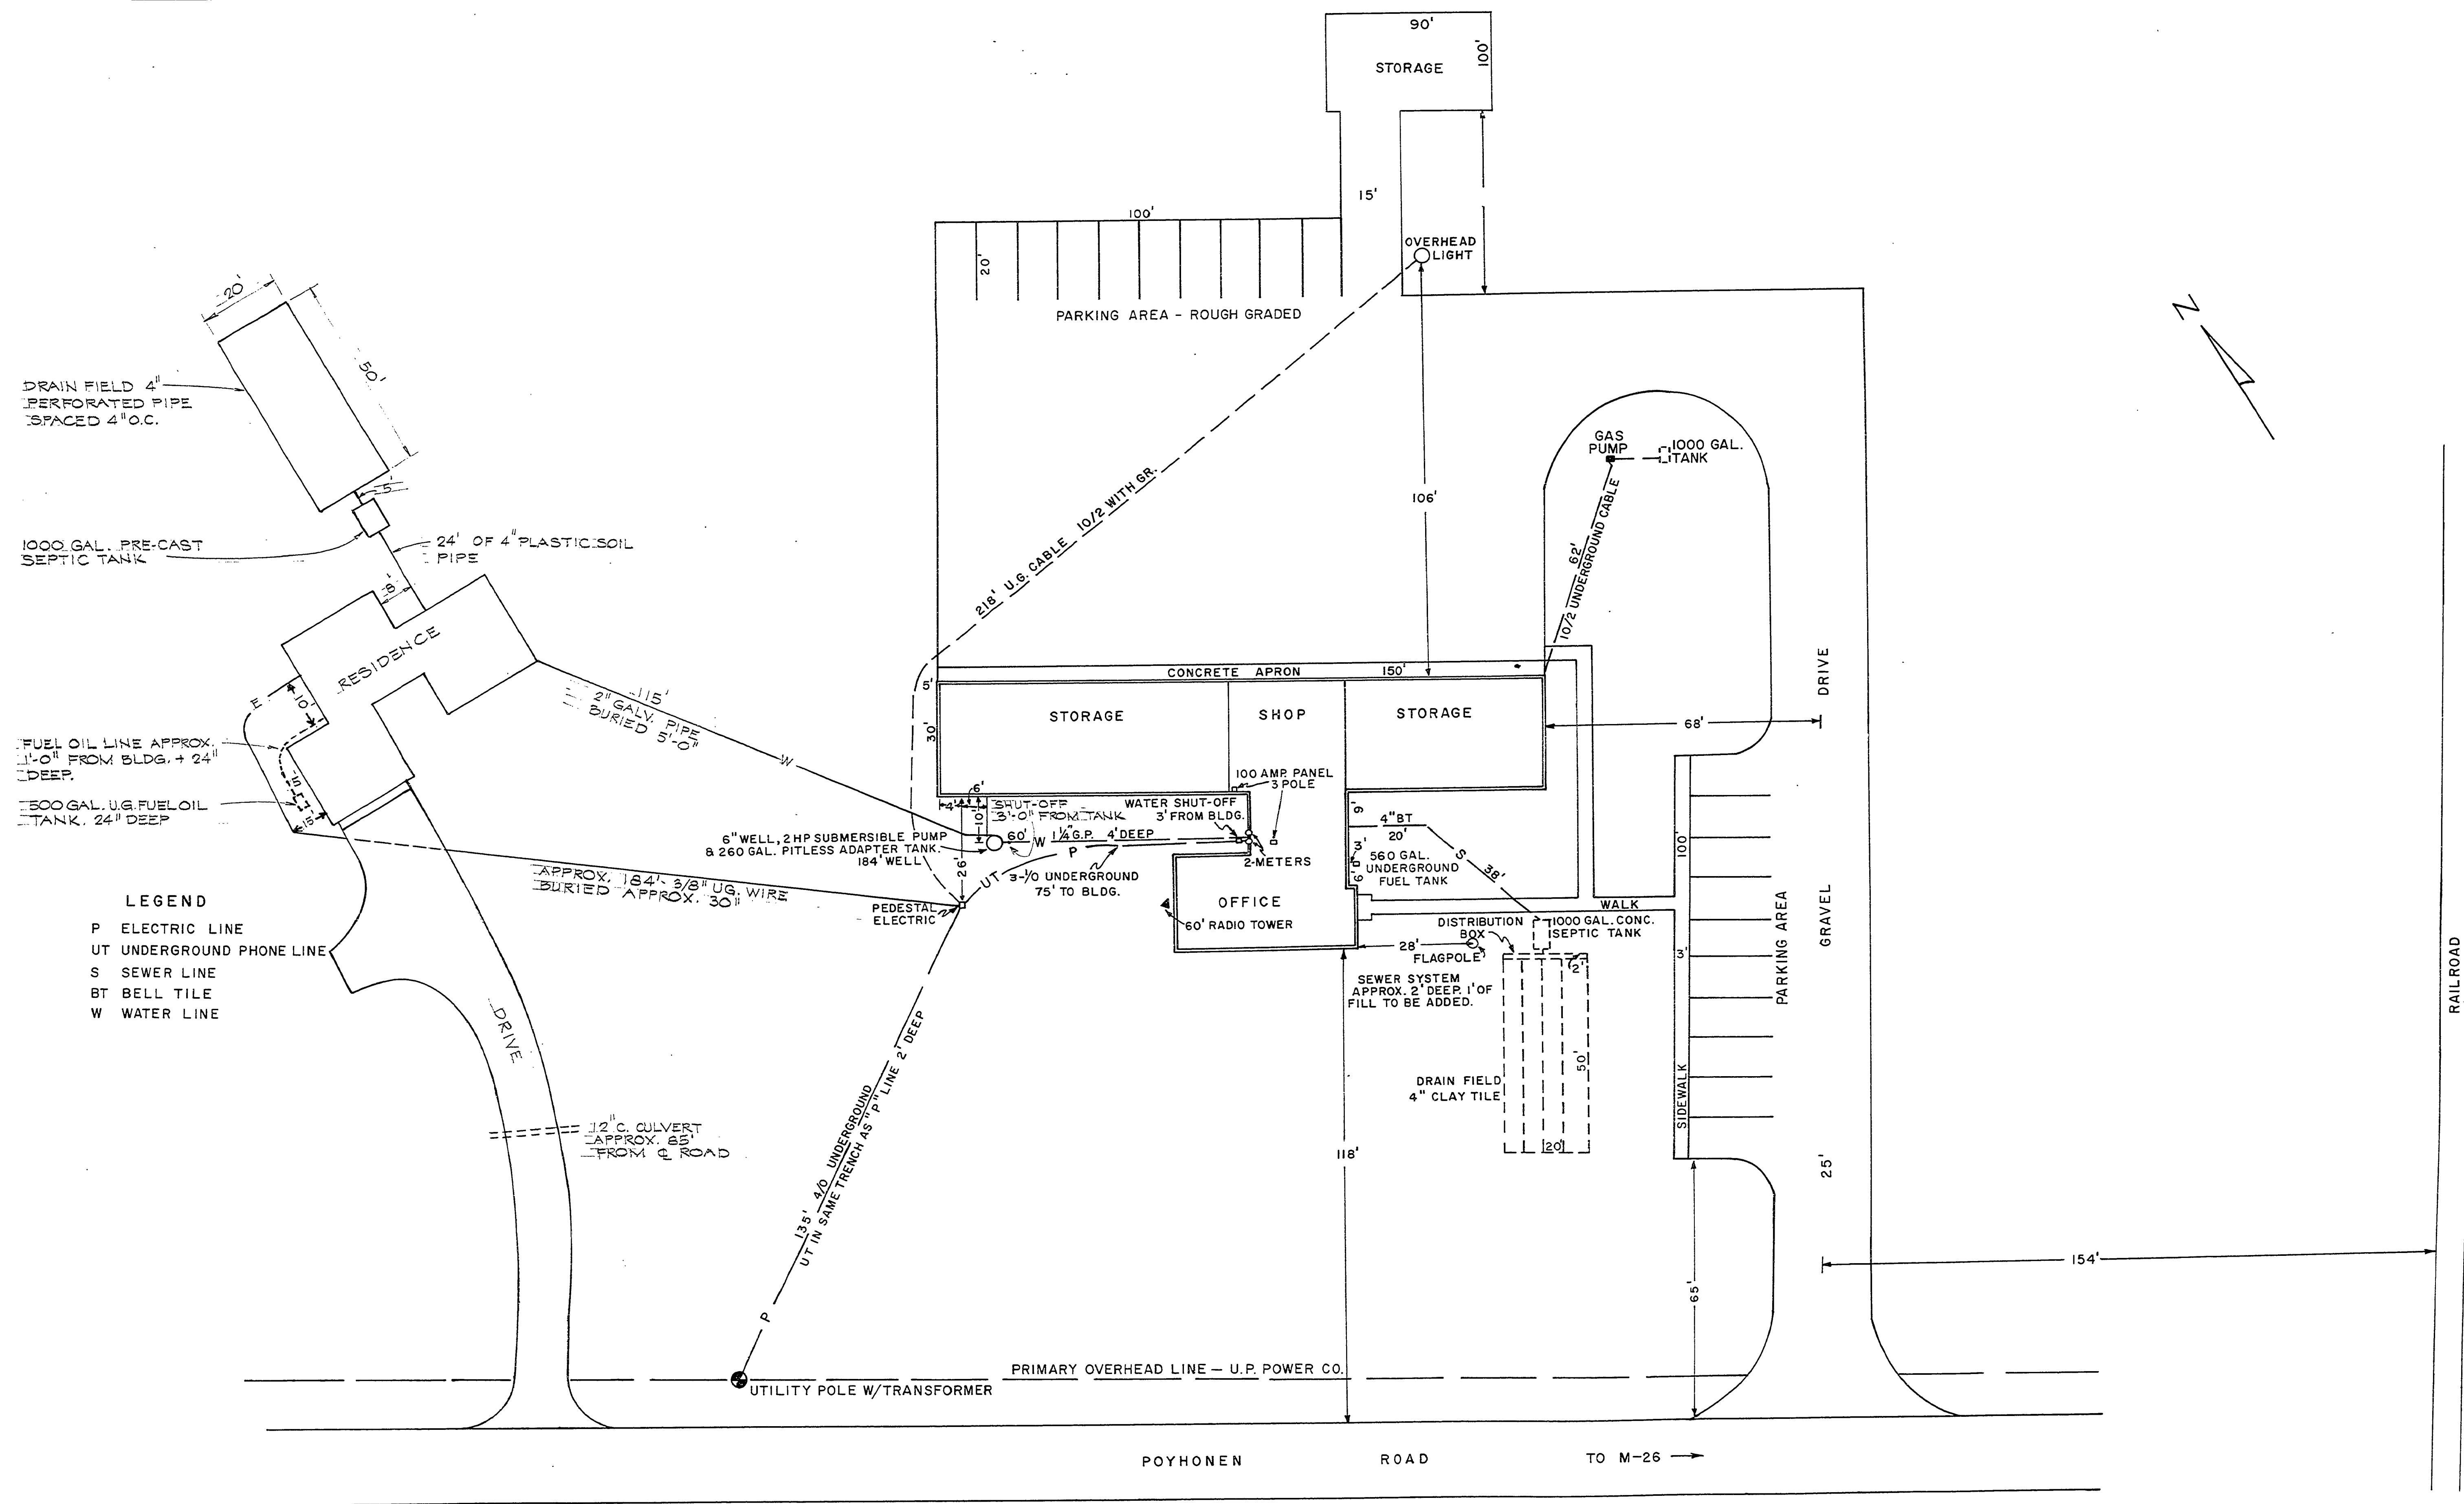 90'
STORAGE
100'
15'
100'
20'
PARKING AREA - ROUGH GRADED
OVERHEAD
LIGHT
N
20'
50'
DRAIN FIELD 4"
PERFORATED PIPE
SPACED 4" O.C.
5'
1000 GAL. PRE-CAST
SEPTIC TANK
24' OF 4" PLASTIC SOIL
PIPE
8'
RESIDENCE
E
10'
FUEL OIL LINE APPROX.
1'-0" FROM BLDG. + 24"
DEEP.
15'
500 GAL. U.G. FUEL OIL
TANK. 24" DEEP
15'
115'
2" GALV. PIPE
BURIED 5'-0"
W
218' U.G. CABLE 10/2 WITH GR.
106'
GAS
PUMP
1000 GAL.
TANK
62'
10/2 UNDERGROUND CABLE
CONCRETE APRON 150'
5'
30'
STORAGE
SHOP
STORAGE
68'
DRIVE
100 AMP. PANEL
3 POLE
4'
6'
10'
SHUT-OFF
3'-0" FROM TANK
WATER SHUT-OFF
3' FROM BLDG.
6" WELL, 2 HP SUBMERSIBLE PUMP
& 260 GAL. PITLESS ADAPTER TANK.
184' WELL
60'
W
1 1/4" G.P. 4' DEEP
P
UT
26'
3-1/0 UNDERGROUND
75' TO BLDG.
2-METERS
9'
4" BT
20'
S
38'
3'
6'
560 GAL.
UNDERGROUND
FUEL TANK
100'
APPROX. 184'- 3/8" UG. WIRE
BURIED APPROX. 30"
PEDESTAL
ELECTRIC
OFFICE
60' RADIO TOWER
WALK
28'
DISTRIBUTION
BOX
1000 GAL. CONC.
SEPTIC TANK
FLAGPOLE
2'
SEWER SYSTEM
APPROX. 2' DEEP. 1' OF
FILL TO BE ADDED.
3'
PARKING AREA
GRAVEL
RAILROAD
LEGEND
P ELECTRIC LINE
UT UNDERGROUND PHONE LINE
S SEWER LINE
BT BELL TILE
W WATER LINE
DRIVE
12" C. CULVERT
APPROX. 85'
FROM ℄ ROAD
135' 4/0 UNDERGROUND
UT IN SAME TRENCH AS "P" LINE 2' DEEP
P
DRAIN FIELD
4" CLAY TILE
50'
20'
SIDEWALK
118'
25'
65'
154'
PRIMARY OVERHEAD LINE — U.P. POWER CO.
UTILITY POLE W/TRANSFORMER
POYHONEN ROAD TO M-26